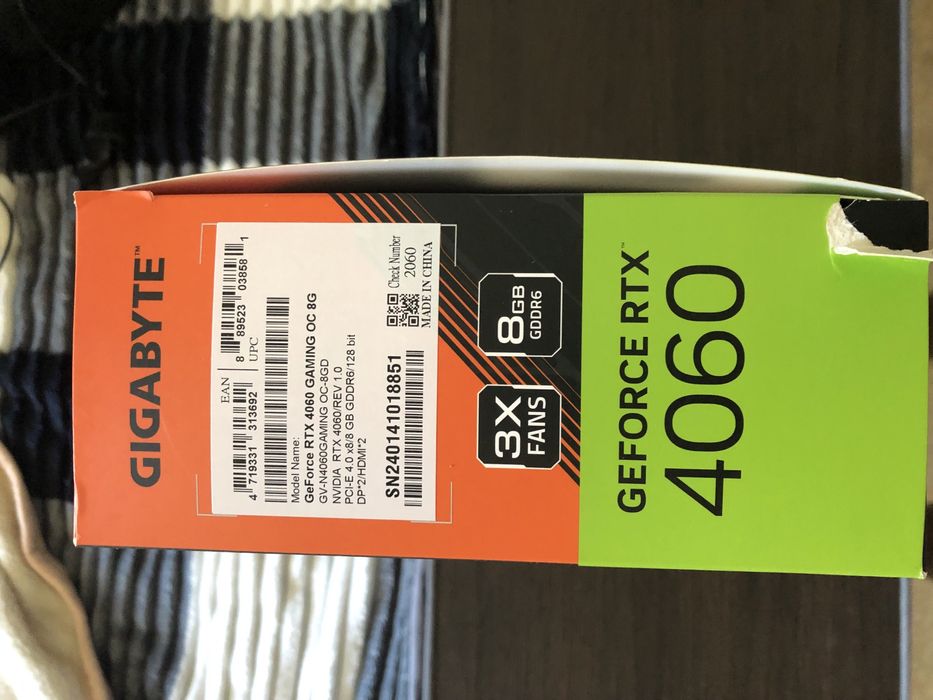 GIGABYTE™
EAN
4 719331 313692
UPC
8 89523 03858 1
Model Name:
GeForce RTX 4060 GAMING OC 8G
GV-N4060GAMING OC-8GD
NVIDIA RTX 4060/REV 1.0
PCI-E 4.0 x8/8 GB GDDR6/128 bit
DP*2/HDMI*2
SN240141018851
Check Number
2060
MADE IN CHINA
3X
FANS
8GB
GDDR6
GEFORCE RTX™
4060